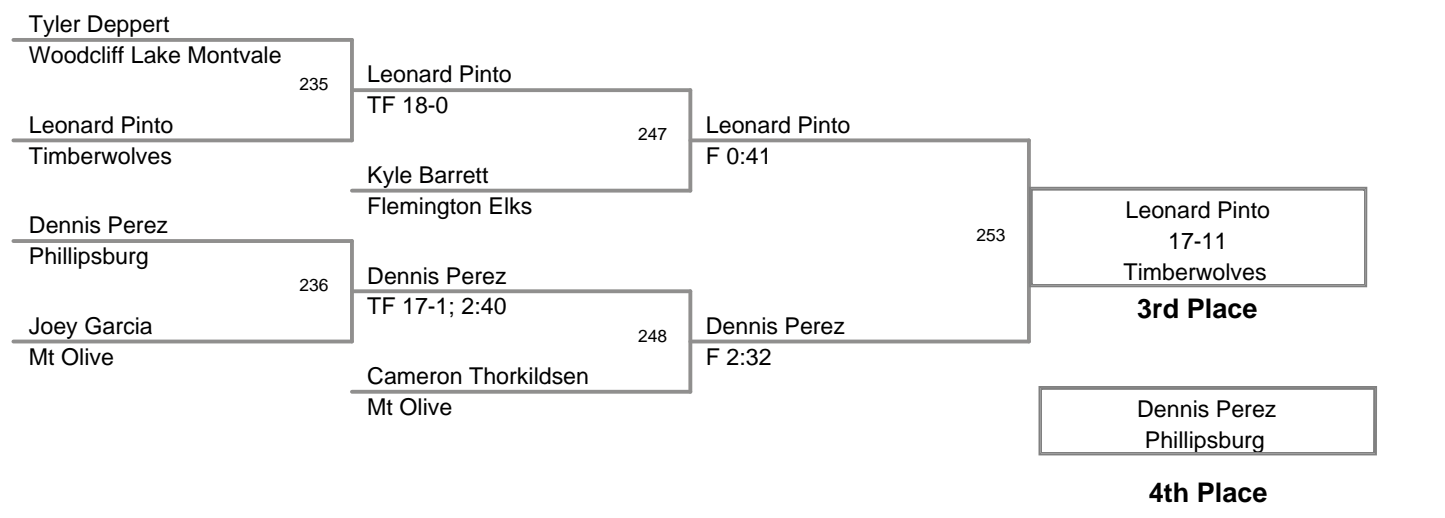 Tyler Deppert
Woodcliff Lake Montvale
235
Leonard Pinto
TF 18-0
Leonard Pinto
Timberwolves
247
Leonard Pinto
F 0:41
Kyle Barrett
Flemington Elks
Dennis Perez
Phillipsburg
253
Leonard Pinto
17-11
Timberwolves
3rd Place
236
Dennis Perez
TF 17-1; 2:40
Joey Garcia
Mt Olive
248
Dennis Perez
F 2:32
Cameron Thorkildsen
Mt Olive
Dennis Perez
Phillipsburg
4th Place